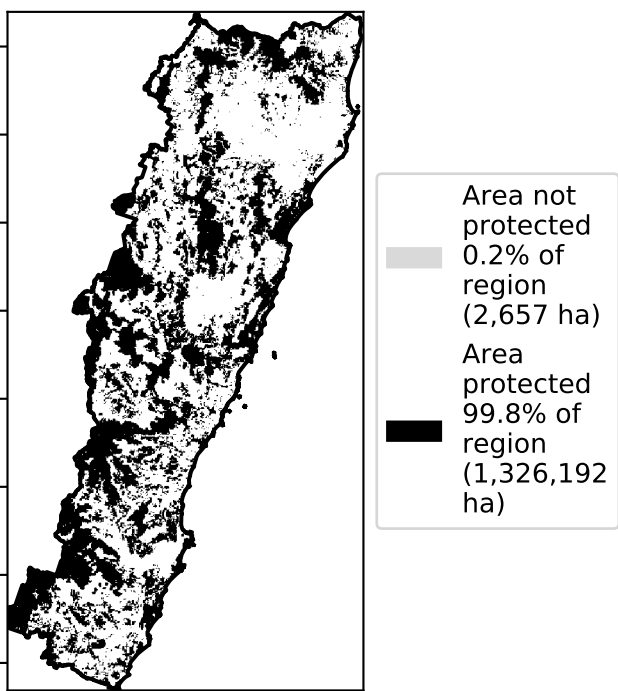 Area not
protected
0.2% of
region
(2,657 ha)
Area
protected
99.8% of
region
(1,326,192
ha)